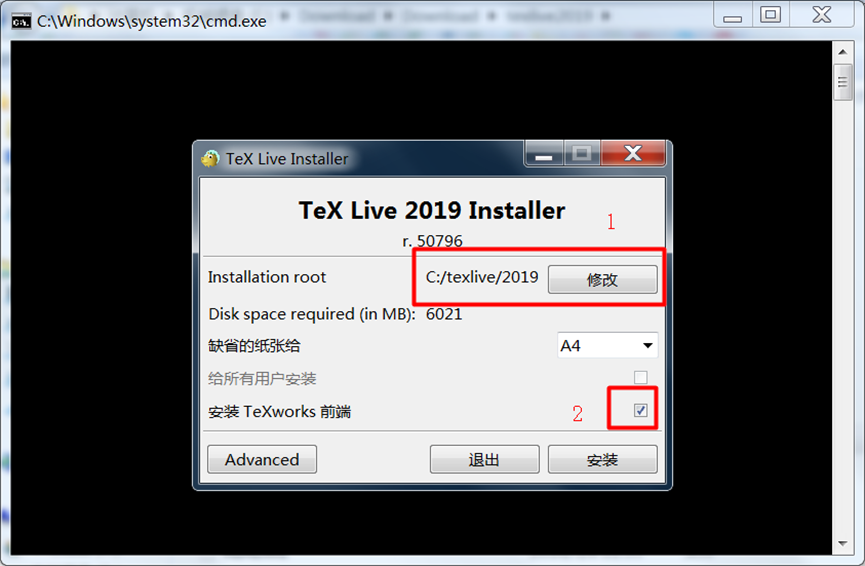 C:\Windows\system32\cmd.exe
TeX Live Installer
TeX Live 2019 Installer
1
r. 50796
Installation root C:/texlive/2019 修改
Disk space required (in MB): 6021
缺省的纸张给 A4
给所有用户安装
安装 TeXworks 前端
2
Advanced 退出 安装